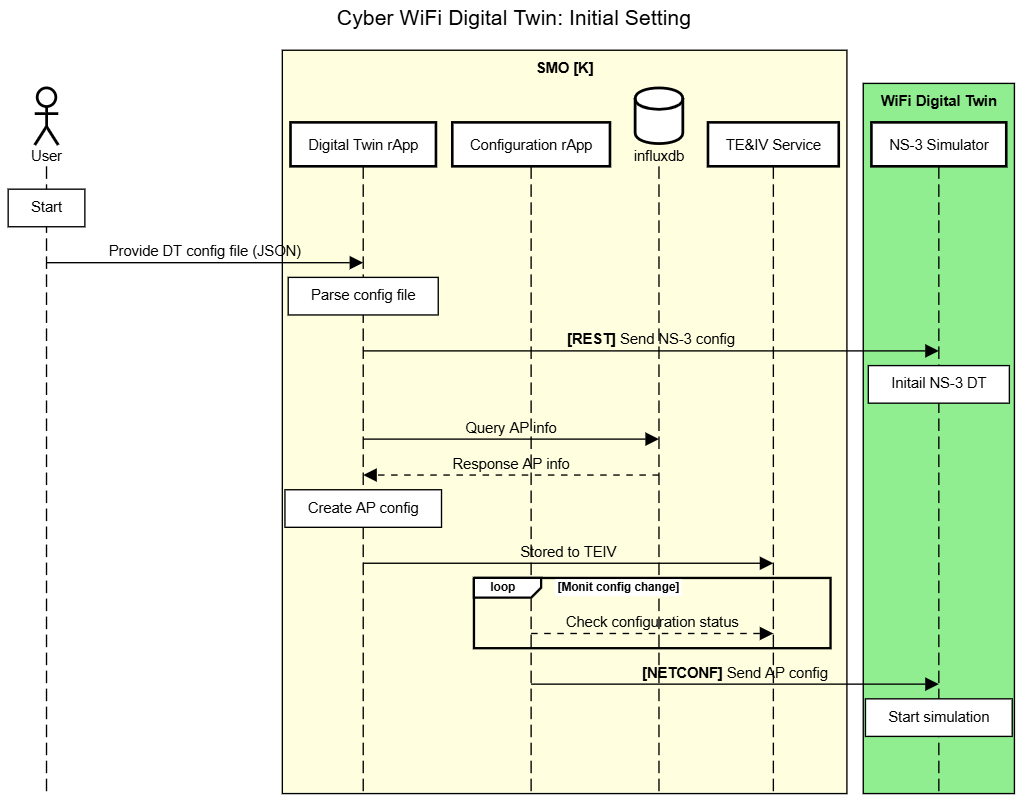 Cyber WiFi Digital Twin: Initial Setting
SMO [K]
WiFi Digital Twin
User
Digital Twin rApp
Configuration rApp
influxdb
TE&IV Service
NS-3 Simulator
Start
Provide DT config file (JSON)
Parse config file
[REST] Send NS-3 config
Initail NS-3 DT
Query AP info
Response AP info
Create AP config
Stored to TEIV
loop
[Monit config change]
Check configuration status
[NETCONF] Send AP config
Start simulation